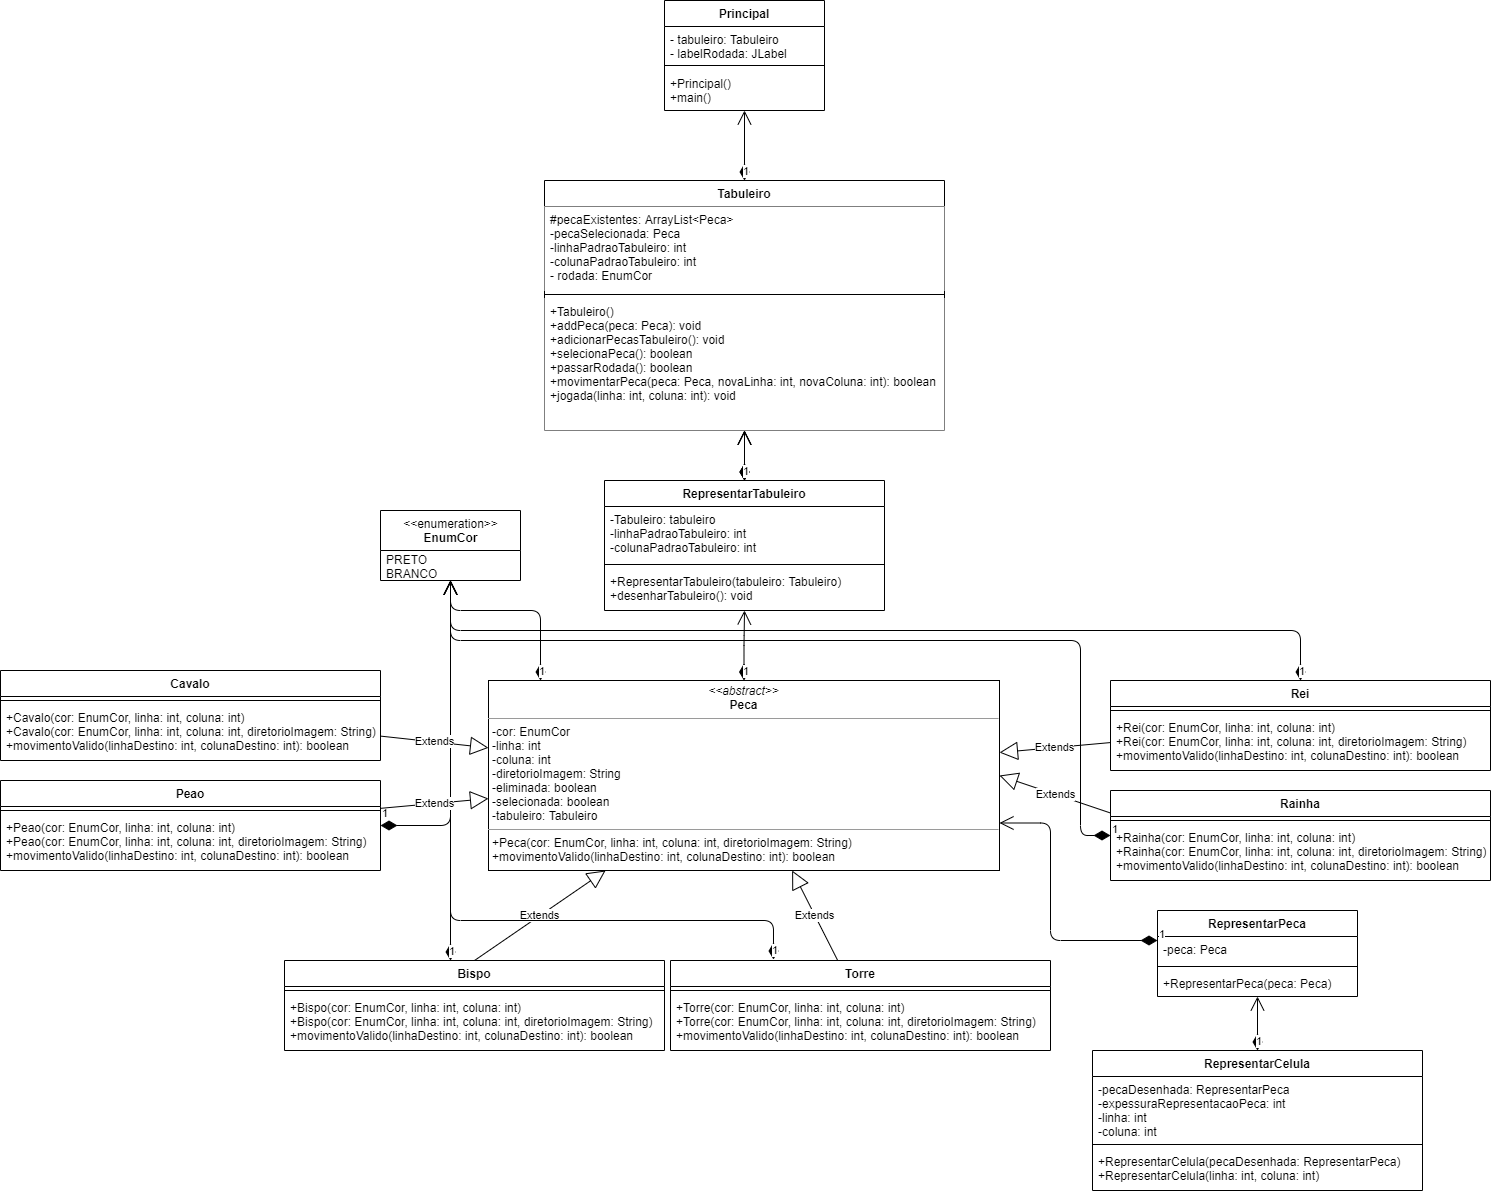 Principal
- tabuleiro: Tabuleiro
- labelRodada: JLabel
+Principal()
+main()
1
Tabuleiro
#pecaExistentes: ArrayList<Peca>
-pecaSelecionada: Peca
-linhaPadraoTabuleiro: int
-colunaPadraoTabuleiro: int
- rodada: EnumCor
+Tabuleiro()
+addPeca(peca: Peca): void
+adicionarPecasTabuleiro(): void
+selecionaPeca(): boolean
+passarRodada(): boolean
+movimentarPeca(peca: Peca, novaLinha: int, novaColuna: int): boolean
+jogada(linha: int, coluna: int): void
1
RepresentarTabuleiro
-Tabuleiro: tabuleiro
-linhaPadraoTabuleiro: int
-colunaPadraoTabuleiro: int
+RepresentarTabuleiro(tabuleiro: Tabuleiro)
+desenharTabuleiro(): void
<<enumeration>>
EnumCor
PRETO
BRANCO
1
1
1
Cavalo
+Cavalo(cor: EnumCor, linha: int, coluna: int)
+Cavalo(cor: EnumCor, linha: int, coluna: int, diretorioImagem: String)
+movimentoValido(linhaDestino: int, colunaDestino: int): boolean
Extends
Peao
1
+Peao(cor: EnumCor, linha: int, coluna: int)
+Peao(cor: EnumCor, linha: int, coluna: int, diretorioImagem: String)
+movimentoValido(linhaDestino: int, colunaDestino: int): boolean
Extends
<<abstract>>
Peca
-cor: EnumCor
-linha: int
-coluna: int
-diretorioImagem: String
-eliminada: boolean
-selecionada: boolean
-tabuleiro: Tabuleiro
+Peca(cor: EnumCor, linha: int, coluna: int, diretorioImagem: String)
+movimentoValido(linhaDestino: int, colunaDestino: int): boolean
Rei
+Rei(cor: EnumCor, linha: int, coluna: int)
+Rei(cor: EnumCor, linha: int, coluna: int, diretorioImagem: String)
+movimentoValido(linhaDestino: int, colunaDestino: int): boolean
Extends
Rainha
1
+Rainha(cor: EnumCor, linha: int, coluna: int)
+Rainha(cor: EnumCor, linha: int, coluna: int, diretorioImagem: String)
+movimentoValido(linhaDestino: int, colunaDestino: int): boolean
Extends
Extends
Extends
1
1
Bispo
+Bispo(cor: EnumCor, linha: int, coluna: int)
+Bispo(cor: EnumCor, linha: int, coluna: int, diretorioImagem: String)
+movimentoValido(linhaDestino: int, colunaDestino: int): boolean
Torre
+Torre(cor: EnumCor, linha: int, coluna: int)
+Torre(cor: EnumCor, linha: int, coluna: int, diretorioImagem: String)
+movimentoValido(linhaDestino: int, colunaDestino: int): boolean
RepresentarPeca
1
-peca: Peca
+RepresentarPeca(peca: Peca)
1
RepresentarCelula
-pecaDesenhada: RepresentarPeca
-expessuraRepresentacaoPeca: int
-linha: int
-coluna: int
+RepresentarCelula(pecaDesenhada: RepresentarPeca)
+RepresentarCelula(linha: int, coluna: int)